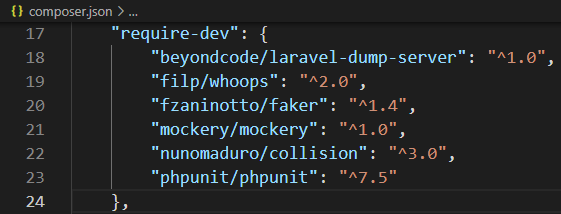 composer.json > ...
17 "require-dev": {
18 "beyondcode/laravel-dump-server": "^1.0",
19 "filp/whoops": "^2.0",
20 "fzaninotto/faker": "^1.4",
21 "mockery/mockery": "^1.0",
22 "nunomaduro/collision": "^3.0",
23 "phpunit/phpunit": "^7.5"
24 },